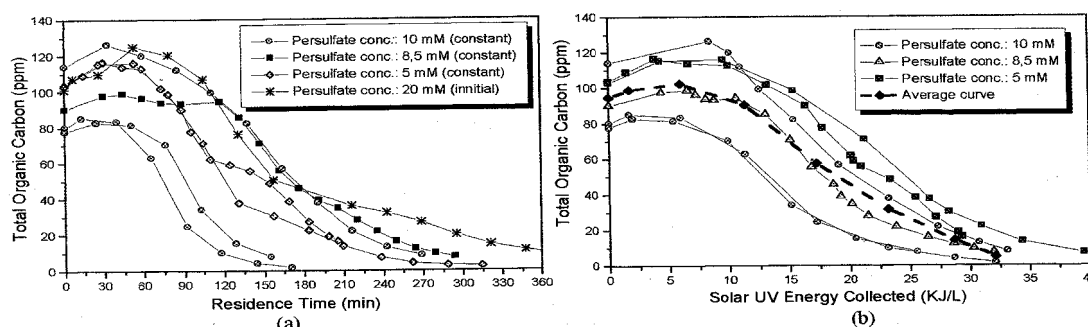 140
120
100
80
60
40
20
0
Total Organic Carbon (ppm)
0 30 60 90 120 150 180 210 240 270 300 330 360
Residence Time (min)
(a)
Persulfate conc.: 10 mM (constant)
Persulfate conc.: 8,5 mM (constant)
Persulfate conc.: 5 mM (constant)
Persulfate conc.: 20 mM (innitial)
140
120
100
80
60
40
20
0
Total Organic Carbon (ppm)
0 5 10 15 20 25 30 35 4
Solar UV Energy Collected (KJ/L)
(b)
Persulfate conc.: 10 mM
Persulfate conc.: 8,5 mM
Persulfate conc.: 5 mM
Average curve